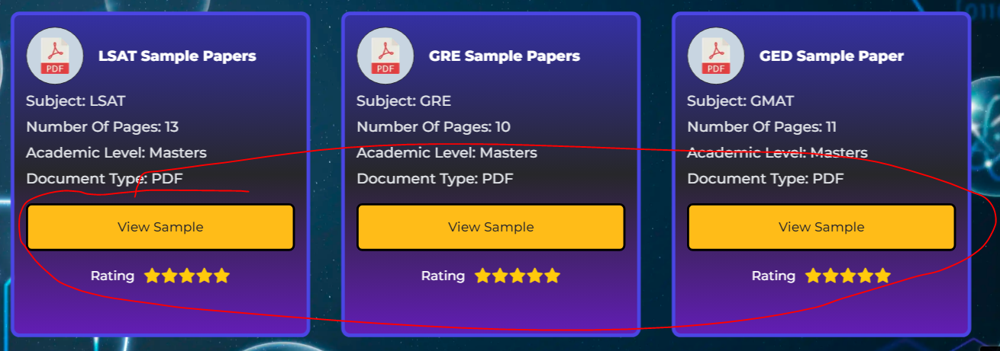 PDF
LSAT Sample Papers
Subject: LSAT
Number Of Pages: 13
Academic Level: Masters
Document Type: PDF
View Sample
Rating
PDF
GRE Sample Papers
Subject: GRE
Number Of Pages: 10
Academic Level: Masters
Document Type: PDF
View Sample
Rating
PDF
GED Sample Paper
Subject: GMAT
Number Of Pages: 11
Academic Level: Masters
Document Type: PDF
View Sample
Rating